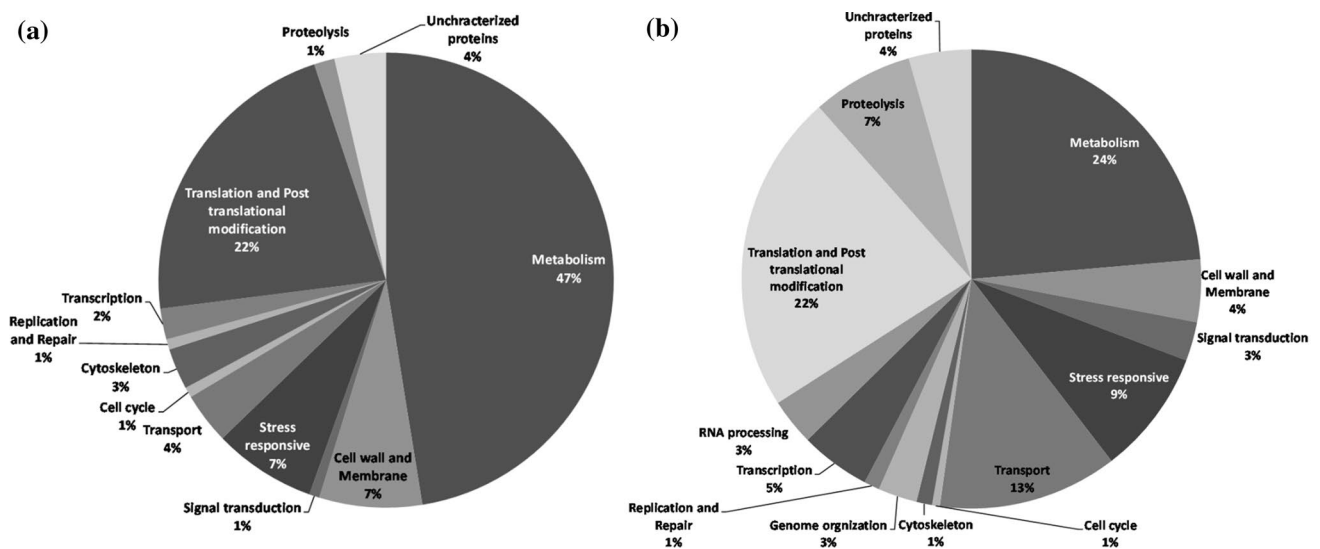 (a)
Proteolysis
1%
Unchracterized
proteins
4%
Metabolism
47%
Cell wall and
Membrane
7%
Signal transduction
1%
Stress
responsive
7%
Transport
4%
Cell cycle
1%
Cytoskeleton
3%
Replication
and Repair
1%
Transcription
2%
Translation and Post
translational
modification
22%
(b)
Unchracterized
proteins
4%
Metabolism
24%
Cell wall and
Membrane
4%
Signal transduction
3%
Stress responsive
9%
Transport
13%
Cell cycle
1%
Cytoskeleton
1%
Genome orgnization
3%
Replication and
Repair
1%
Transcription
5%
RNA processing
3%
Translation and Post
translational
modification
22%
Proteolysis
7%